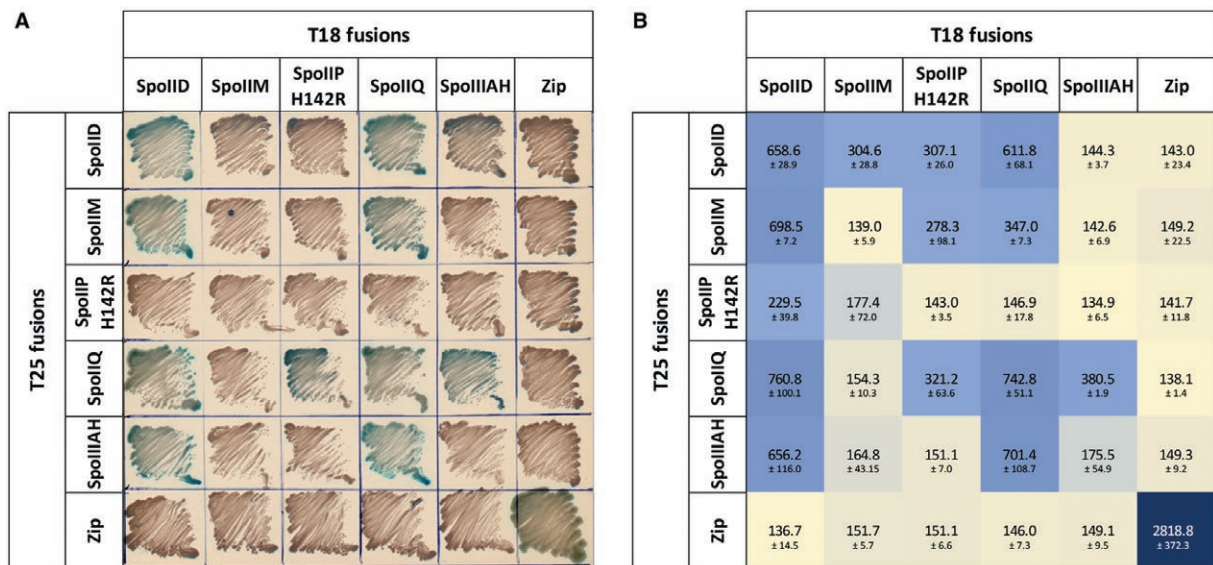 A
T18 fusions
SpoIID SpoIIM SpoIIP H142R SpoIIQ SpoIIIAH Zip
T25 fusions
SpoIID
SpoIIM
SpoIIP H142R
SpoIIQ
SpoIIIAH
Zip
B
T18 fusions
SpoIID SpoIIM SpoIIP H142R SpoIIQ SpoIIIAH Zip
T25 fusions
SpoIID
658.6 304.6 307.1 611.8 144.3 143.0
± 28.9 ± 28.8 ± 26.0 ± 68.1 ± 3.7 ± 23.4
SpoIIM
698.5 139.0 278.3 347.0 142.6 149.2
± 7.2 ± 5.9 ± 98.1 ± 7.3 ± 6.9 ± 22.5
SpoIIP H142R
229.5 177.4 143.0 146.9 134.9 141.7
± 39.8 ± 72.0 ± 3.5 ± 17.8 ± 6.5 ± 11.8
SpoIIQ
760.8 154.3 321.2 742.8 380.5 138.1
± 100.1 ± 10.3 ± 63.6 ± 51.1 ± 1.9 ± 1.4
SpoIIIAH
656.2 164.8 151.1 701.4 175.5 149.3
± 116.0 ± 43.15 ± 7.0 ± 108.7 ± 54.9 ± 9.2
Zip
136.7 151.7 151.1 146.0 149.1 2818.8
± 14.5 ± 5.7 ± 6.6 ± 7.3 ± 9.5 ± 372.3